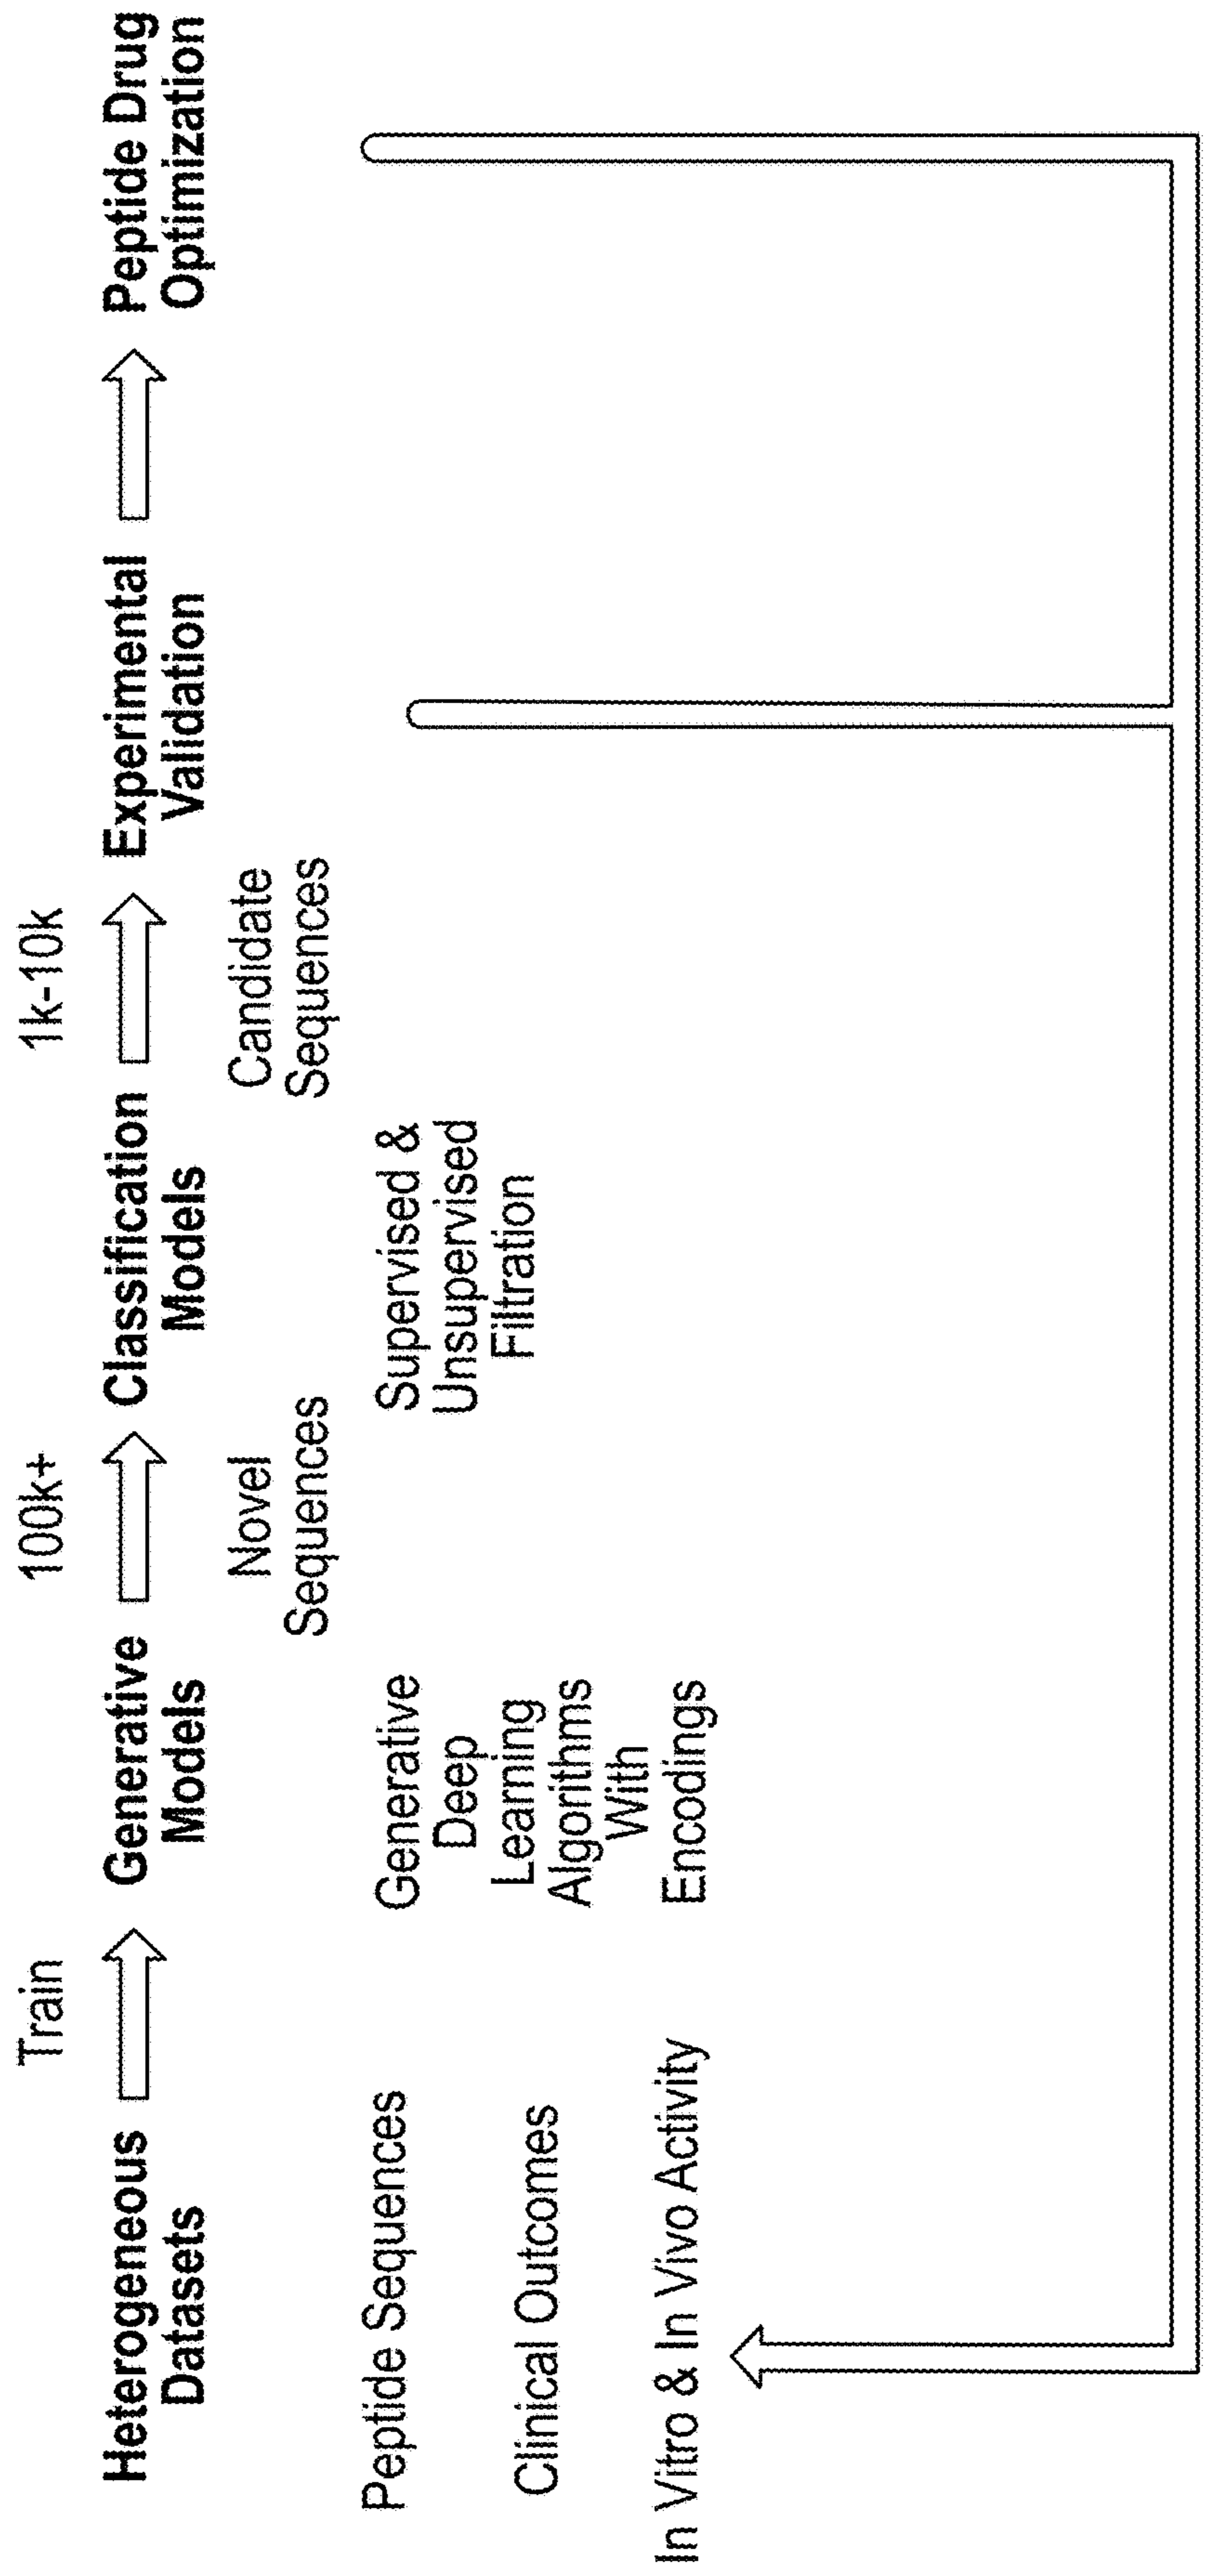 Train
100k+
1k-10k
Heterogeneous
Datasets
Generative
Models
Classification
Models
Experimental
Validation
Peptide Drug
Optimization
Novel
Sequences
Candidate
Sequences
Peptide Sequences
Clinical Outcomes
In Vitro & In Vivo Activity
Generative
Deep
Learning
Algorithms
With
Encodings
Supervised &
Unsupervised
Filtration